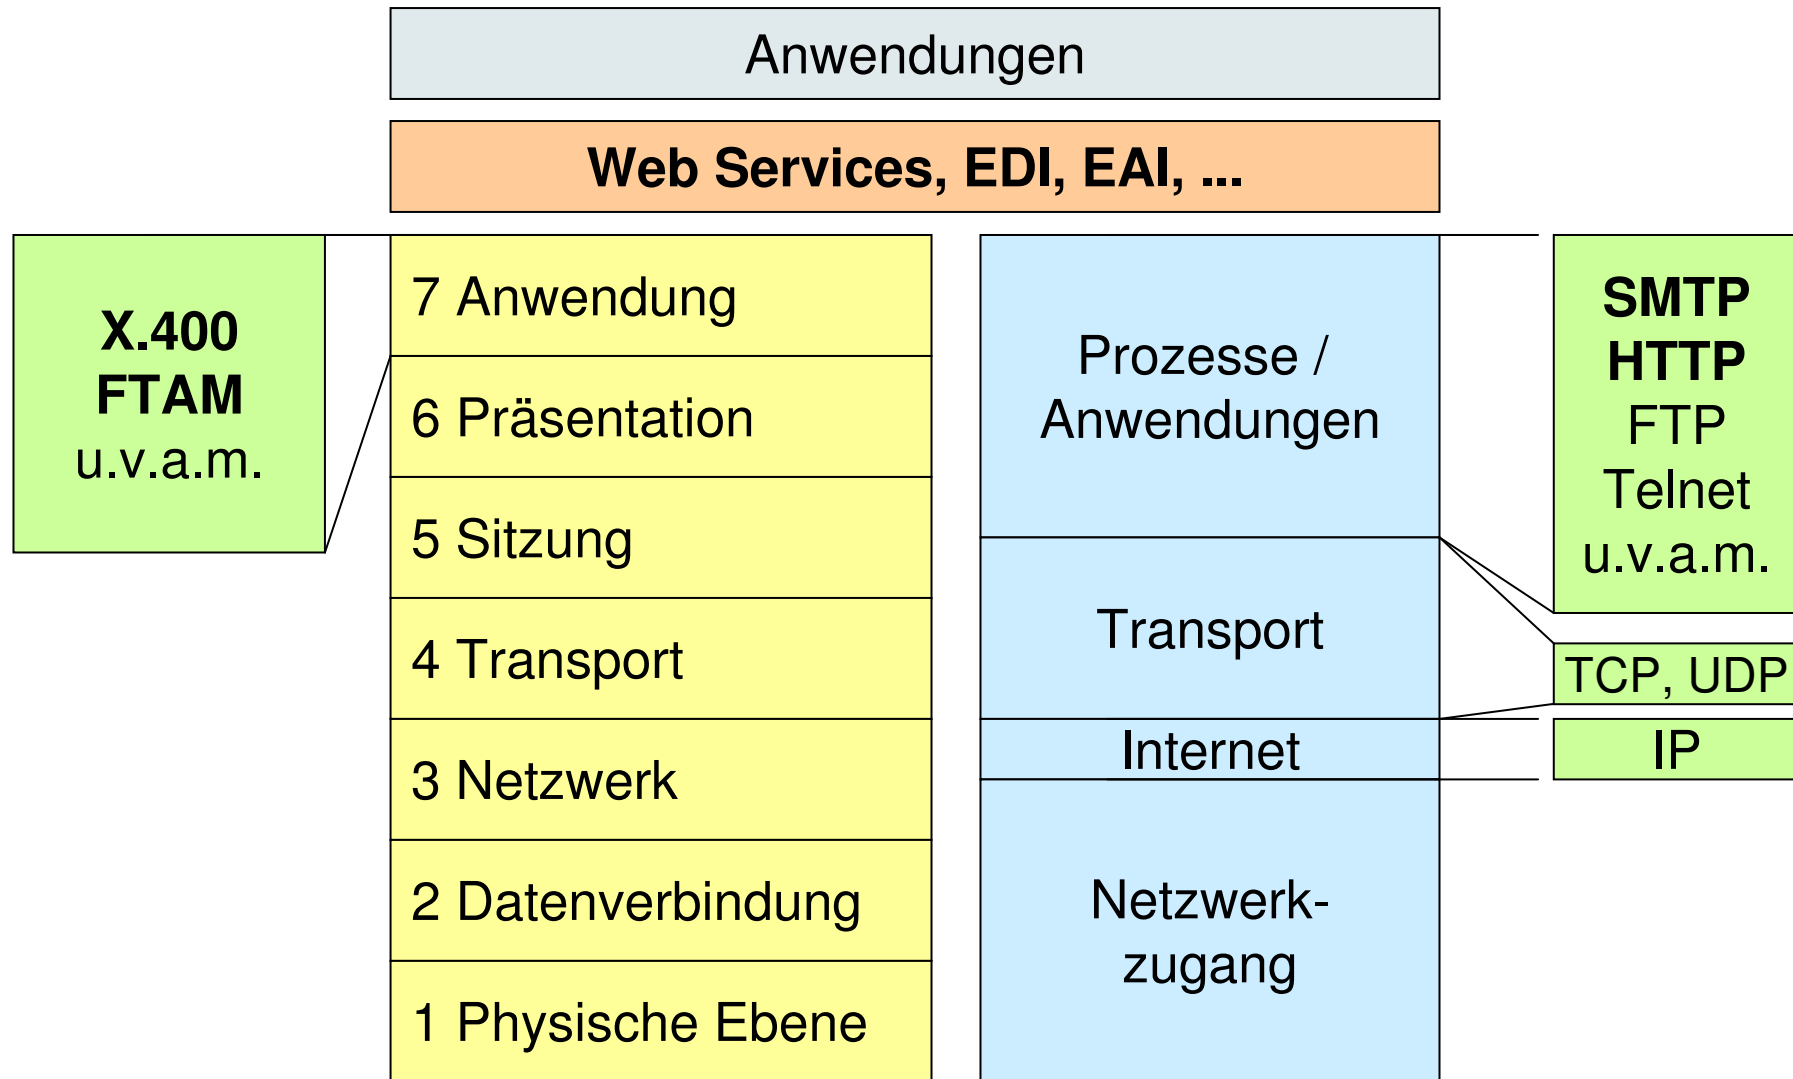 Anwendungen
Web Services, EDI, EAI, ...
X.400
FTAM
u.v.a.m.
7 Anwendung
6 Präsentation
5 Sitzung
4 Transport
3 Netzwerk
2 Datenverbindung
1 Physische Ebene
Prozesse /
Anwendungen
Transport
Internet
Netzwerk-
zugang
SMTP
HTTP
FTP
Telnet
u.v.a.m.
TCP, UDP
IP